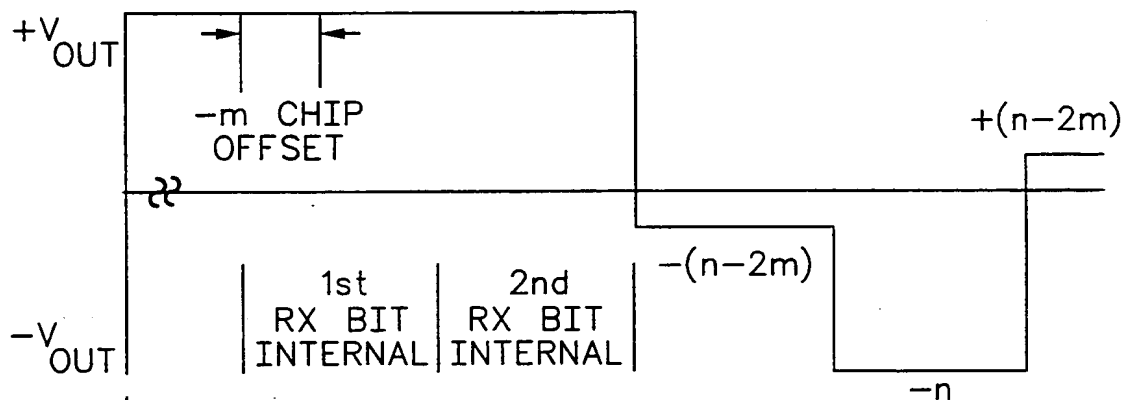 +V OUT
-m CHIP
OFFSET
+(n-2m)
-(n-2m)
1st
RX BIT
INTERNAL
2nd
RX BIT
INTERNAL
-V OUT
-n